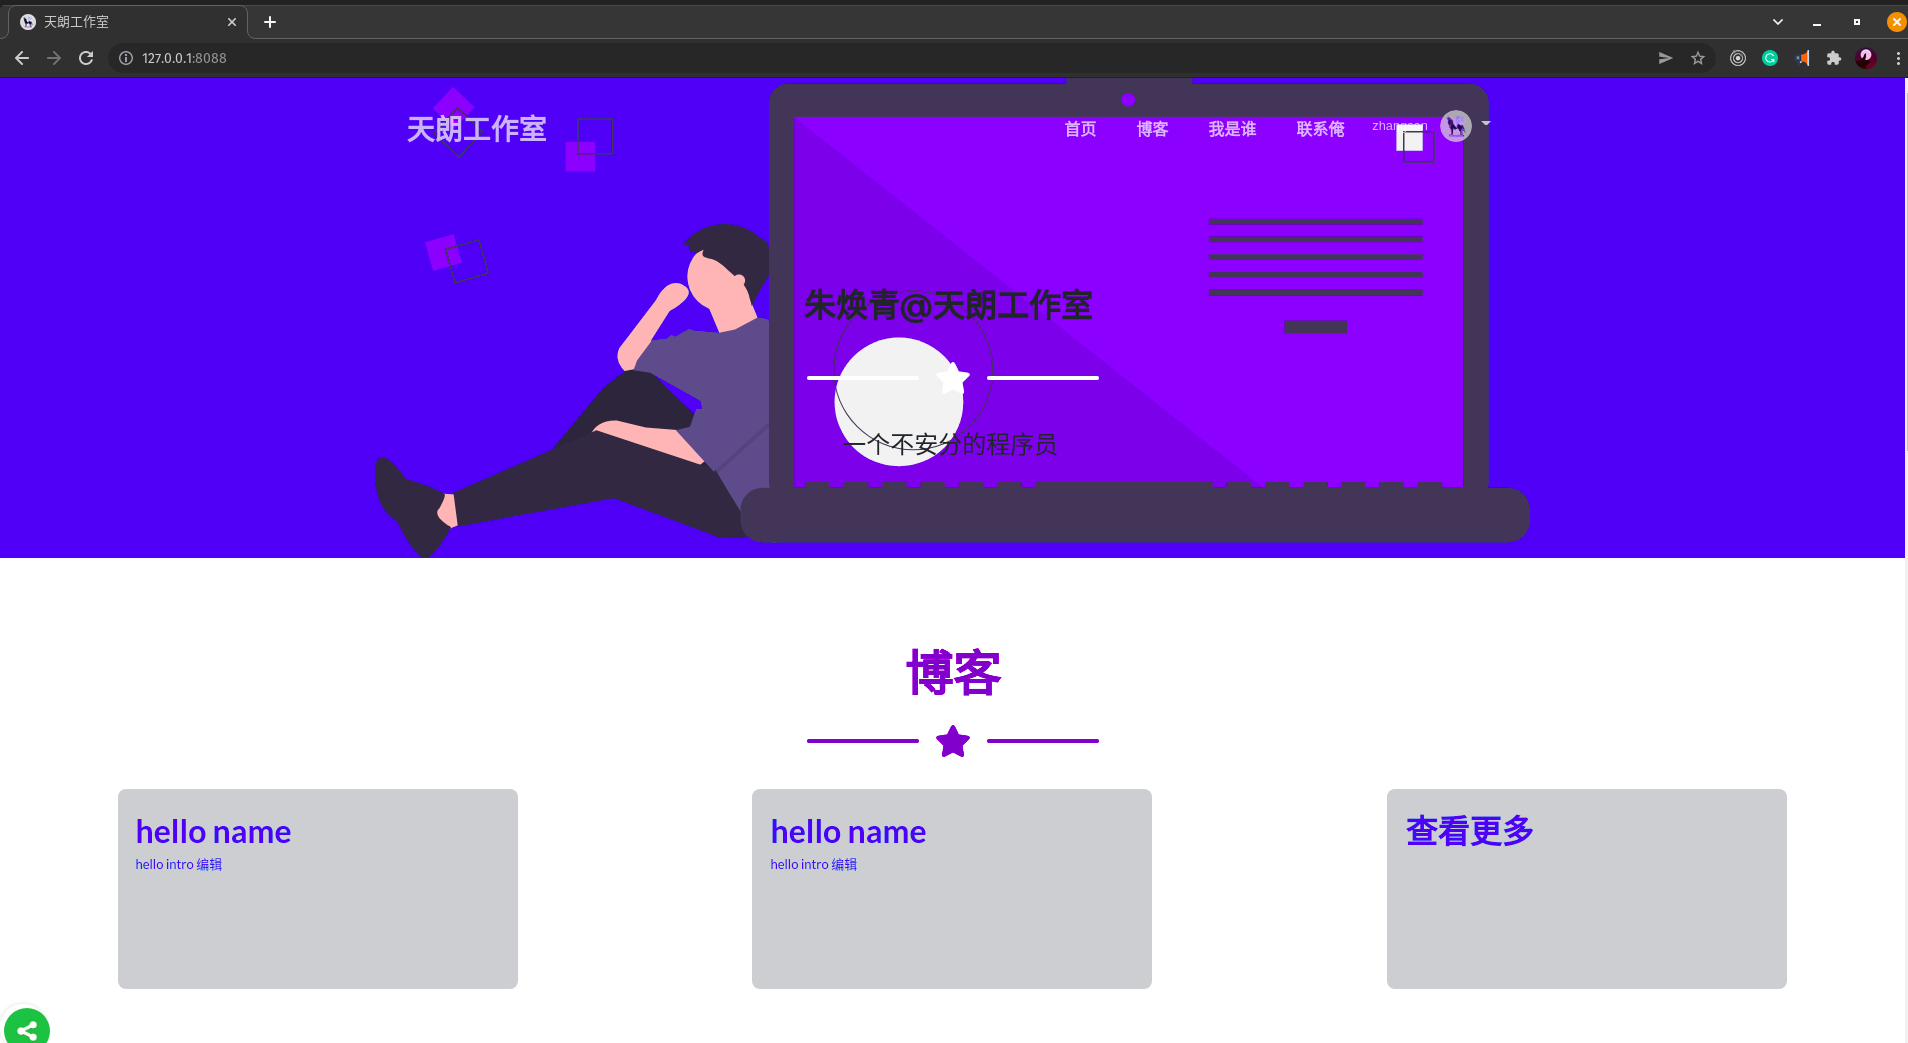 天朗工作室
127.0.0.1:8088
天朗工作室
首页 博客 我是谁 联系俺
朱焕青@天朗工作室
一个不安分的程序员
博客
hello name
hello intro 编辑
hello name
hello intro 编辑
查看更多